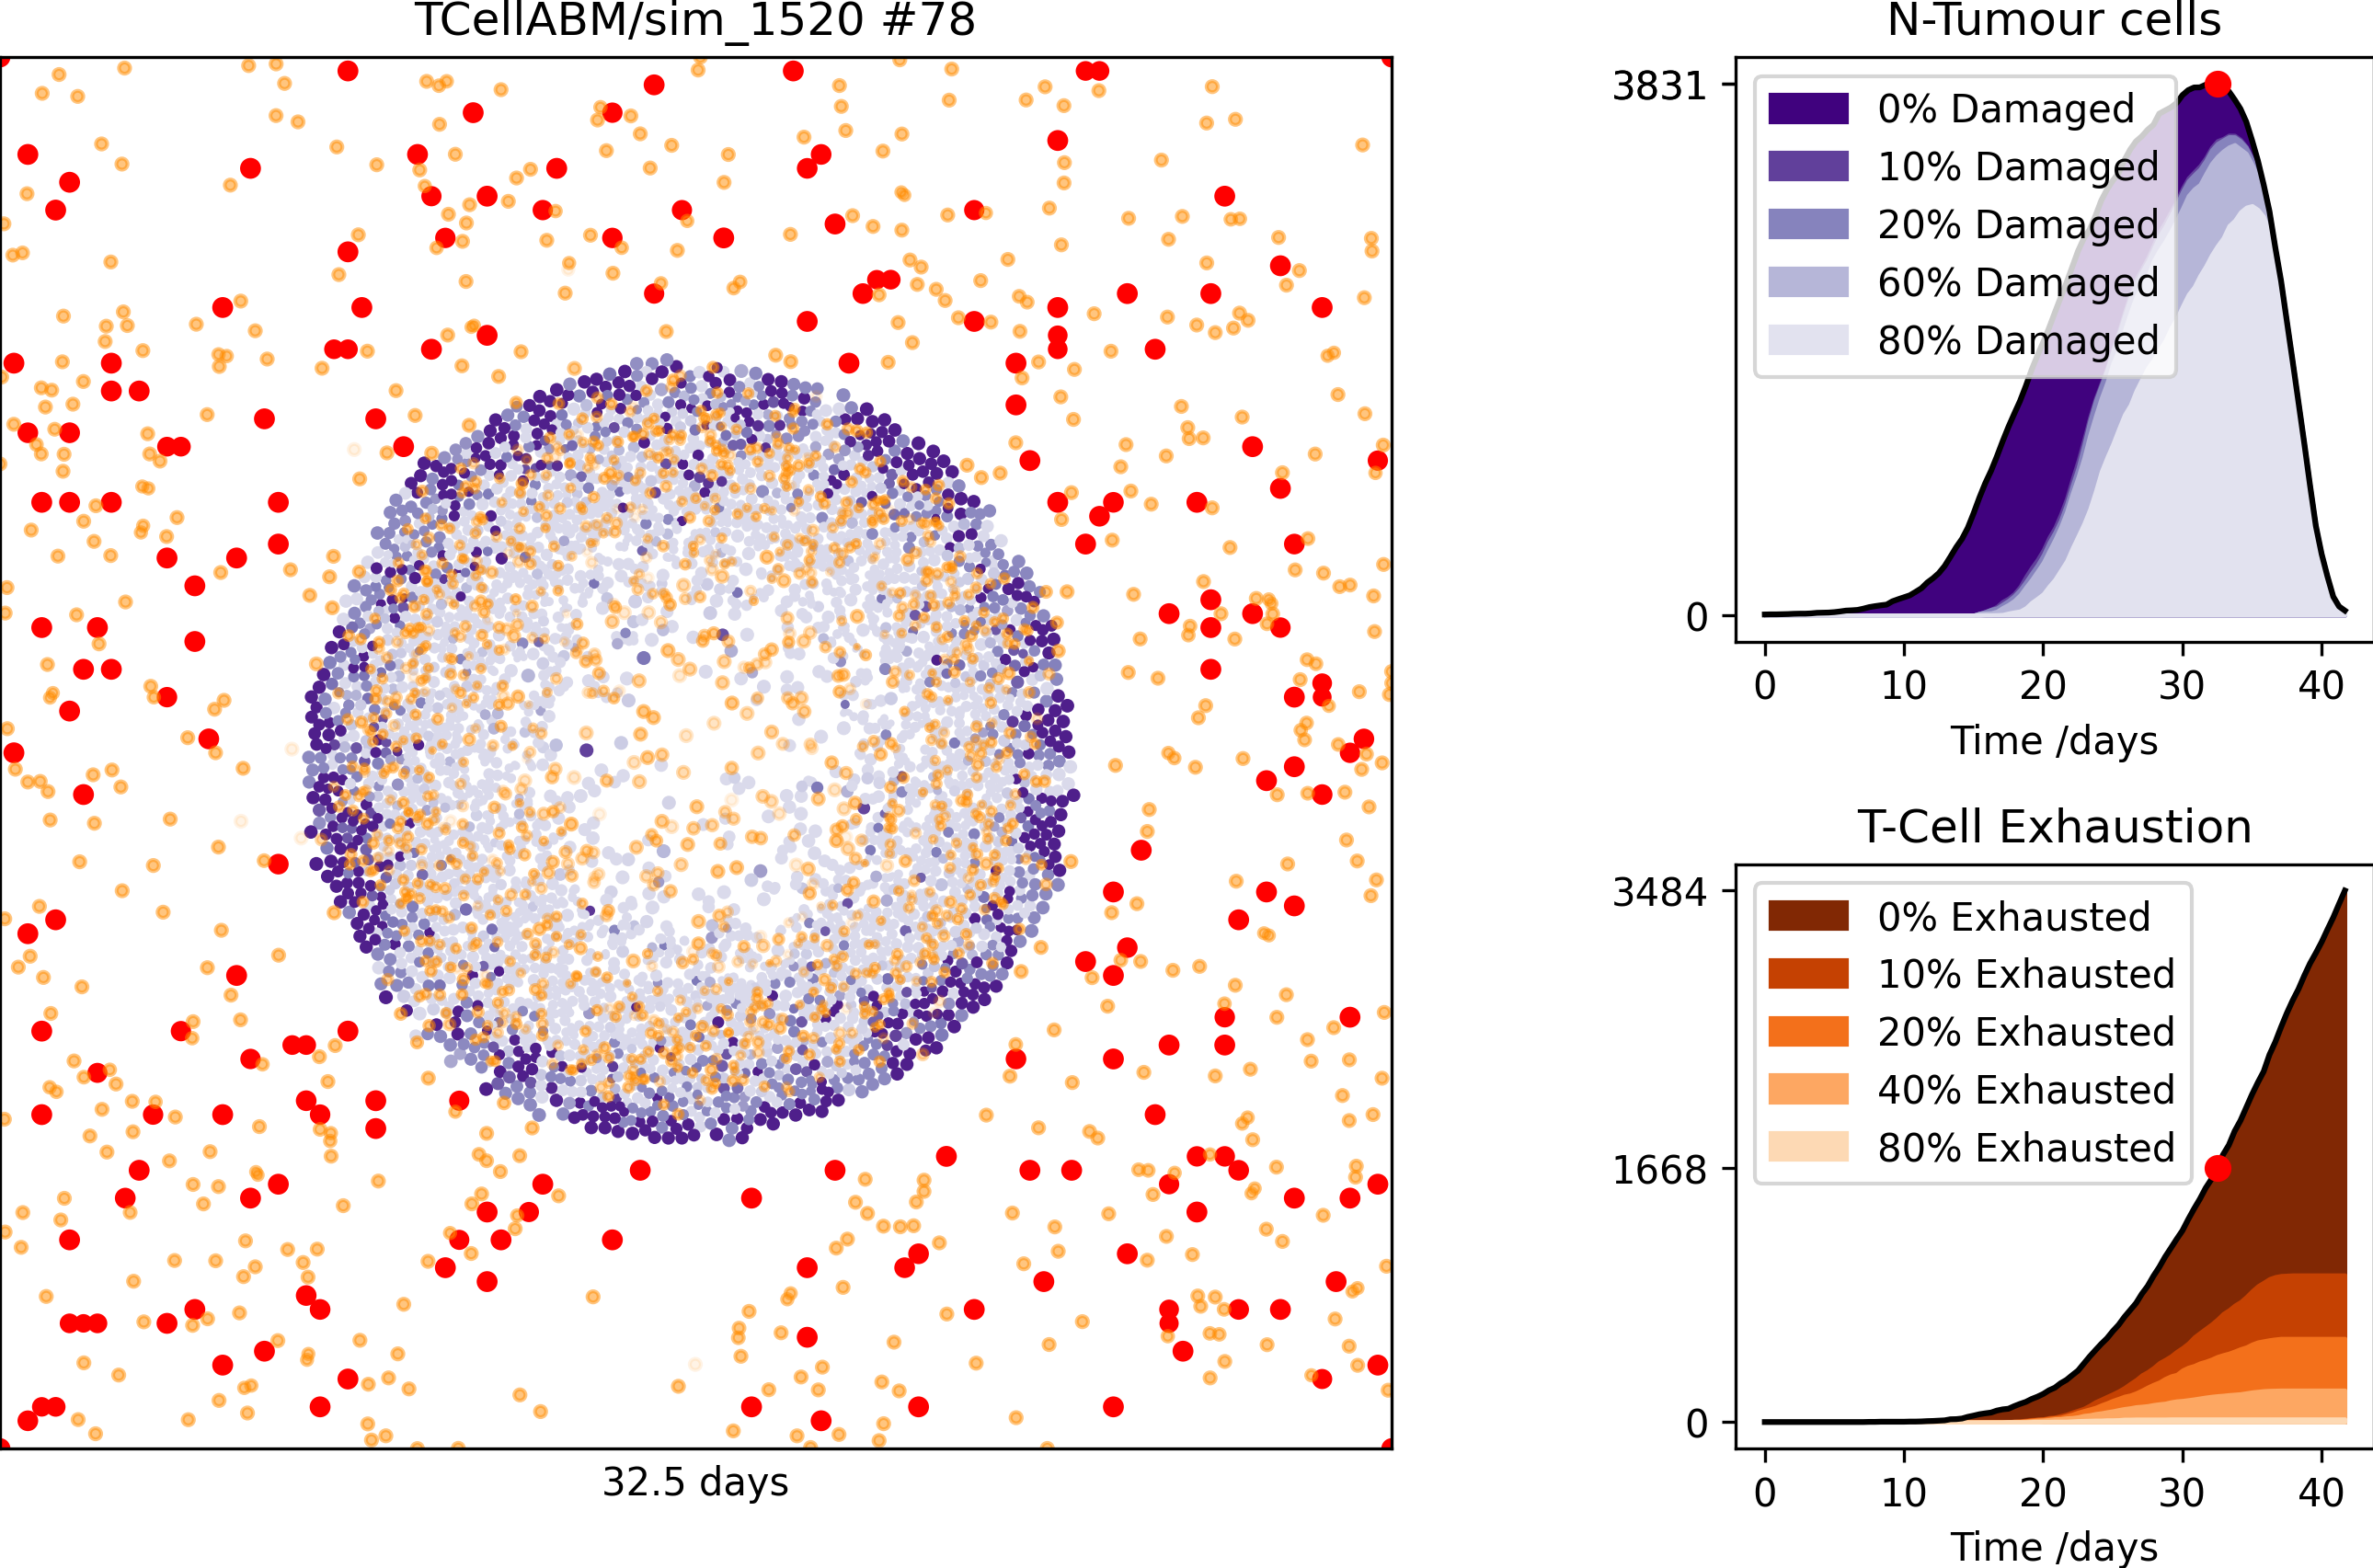 TCellABM/sim_1520 #78
32.5 days
N-Tumour cells
3831
0
0% Damaged
10% Damaged
20% Damaged
60% Damaged
80% Damaged
0 10 20 30 40
Time /days
T-Cell Exhaustion
3484
1668
0
0% Exhausted
10% Exhausted
20% Exhausted
40% Exhausted
80% Exhausted
0 10 20 30 40
Time /days